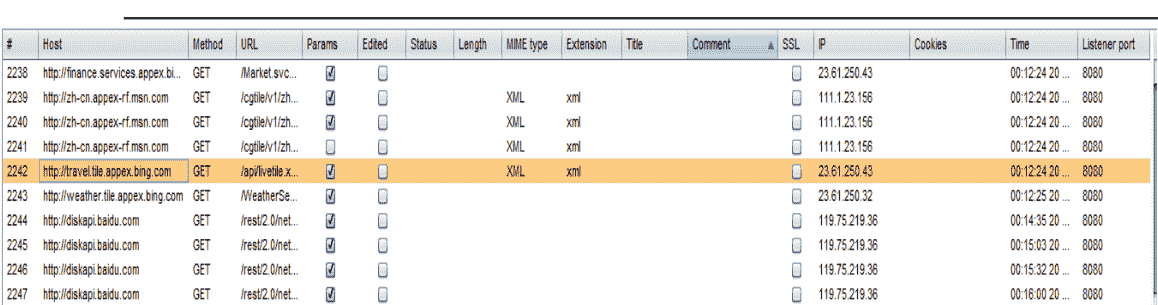 # Host Method URL Params Edited Status Length MIME type Extension Title Comment SSL IP Cookies Time Listener port
2238 http://finance.services.appex.bi... GET /Market.svc... 23.61.250.43 00:12:24 20 ... 8080
2239 http://zh-cn.appex-rf.msn.com GET /cgtile/v1/zh... XML xml 111.1.23.156 00:12:24 20 ... 8080
2240 http://zh-cn.appex-rf.msn.com GET /cgtile/v1/zh... XML xml 111.1.23.156 00:12:24 20 ... 8080
2241 http://zh-cn.appex-rf.msn.com GET /cgtile/v1/zh... 111.1.23.156 00:12:24 20 ... 8080
2242 http://travel.tile.appex.bing.com GET /api/livetile.x... XML xml 23.61.250.43 00:12:24 20 ... 8080
2243 http://weather.tile.appex.bing.com GET /WeatherSe... 23.61.250.32 00:12:25 20 ... 8080
2244 http://diskapi.baidu.com GET /rest/2.0/net... 119.75.219.36 00:14:35 20 ... 8080
2245 http://diskapi.baidu.com GET /rest/2.0/net... 119.75.219.36 00:15:03 20 ... 8080
2246 http://diskapi.baidu.com GET /rest/2.0/net... 119.75.219.36 00:15:32 20 ... 8080
2247 http://diskapi.baidu.com GET /rest/2.0/net... 119.75.219.36 00:16:00 20 ... 8080